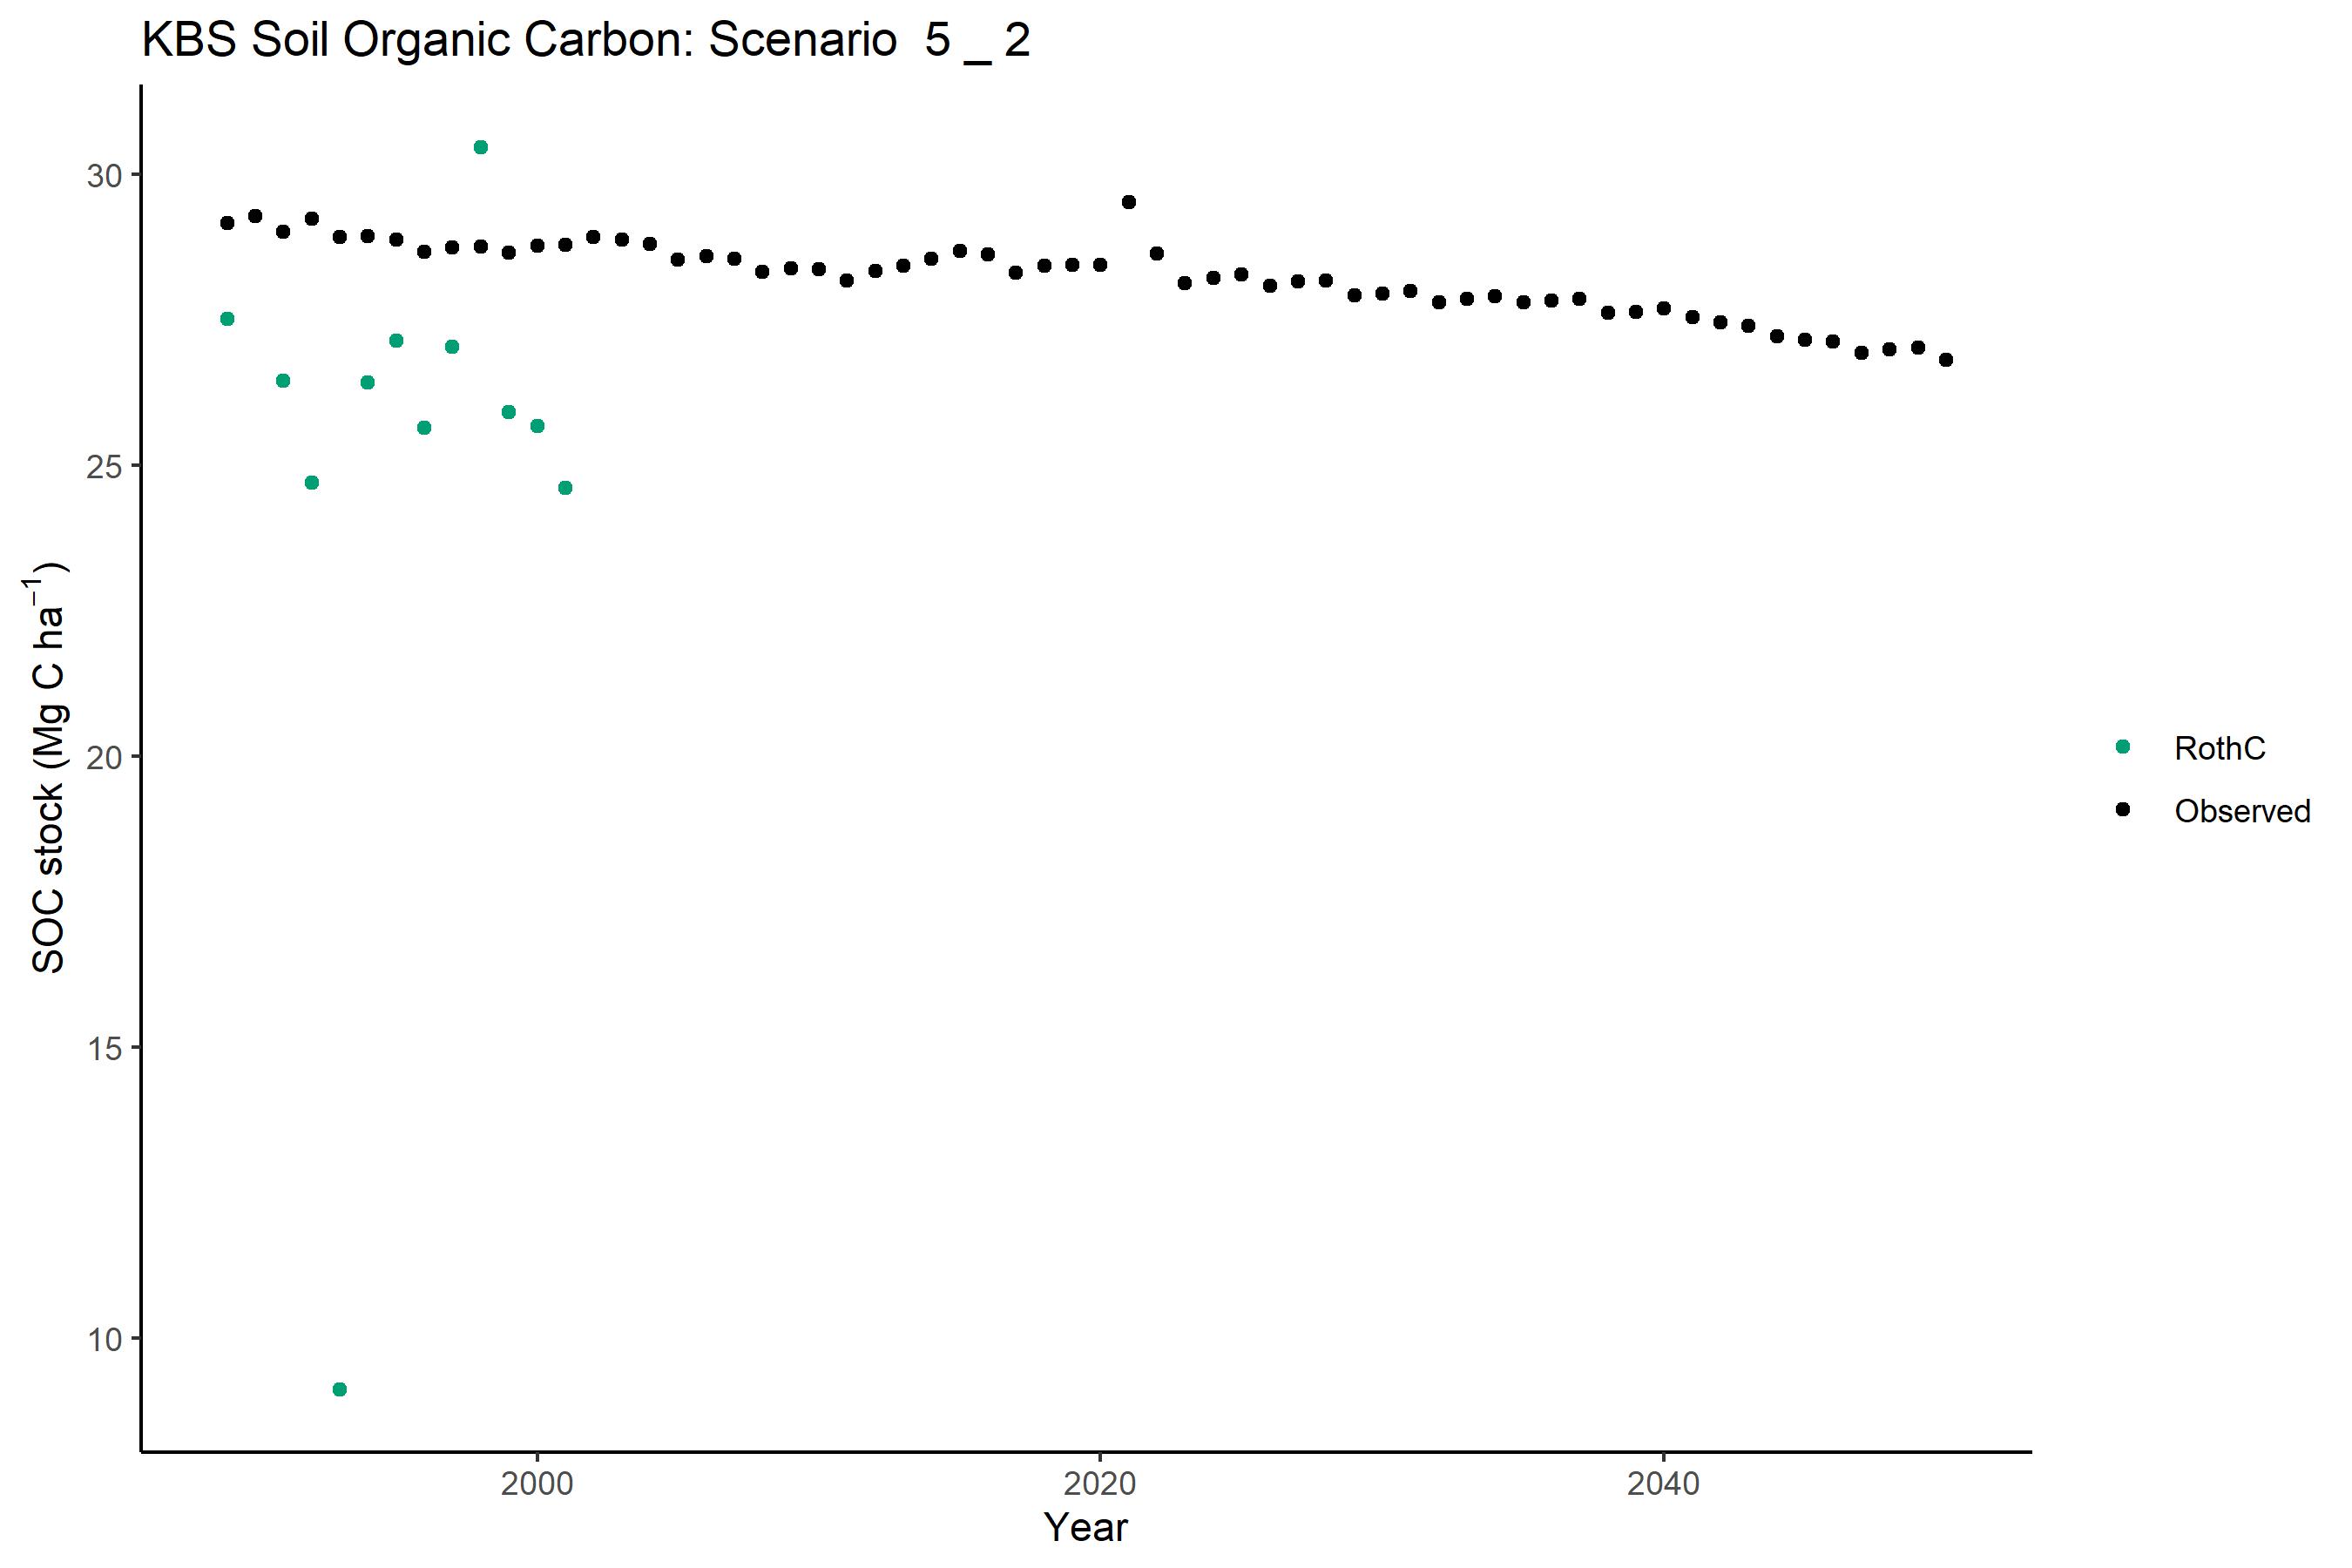 KBS Soil Organic Carbon: Scenario  5 _ 2
SOC stock (Mg C ha⁻¹)
30
25
20
15
10
2000
2020
2040
Year
RothC
Observed